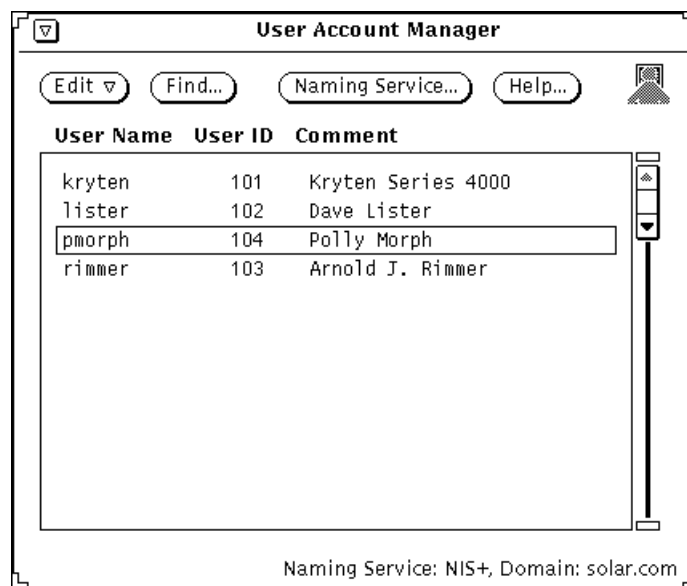 User Account Manager
Edit Find... Naming Service... Help...
User Name User ID Comment
kryten 101 Kryten Series 4000
lister 102 Dave Lister
pmorph 104 Polly Morph
rimmer 103 Arnold J. Rimmer
Naming Service: NIS+, Domain: solar.com